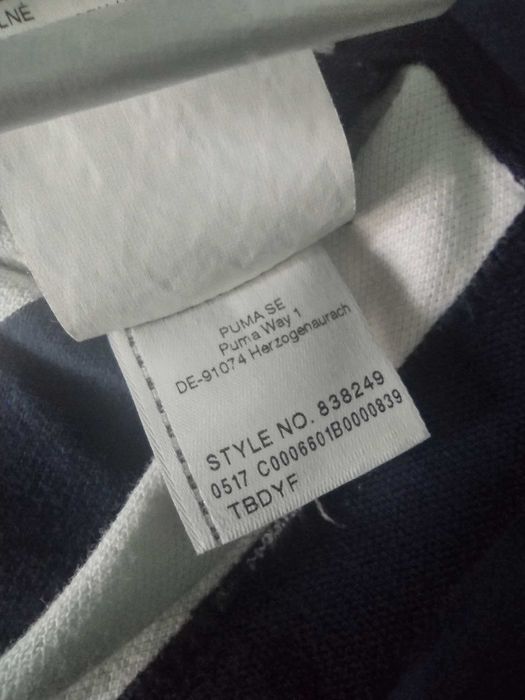 LNÉ
PUMA SE
Puma Way 1
DE-91074 Herzogenaurach
STYLE NO. 838249
0517 C0006601B0000839
TBDYF